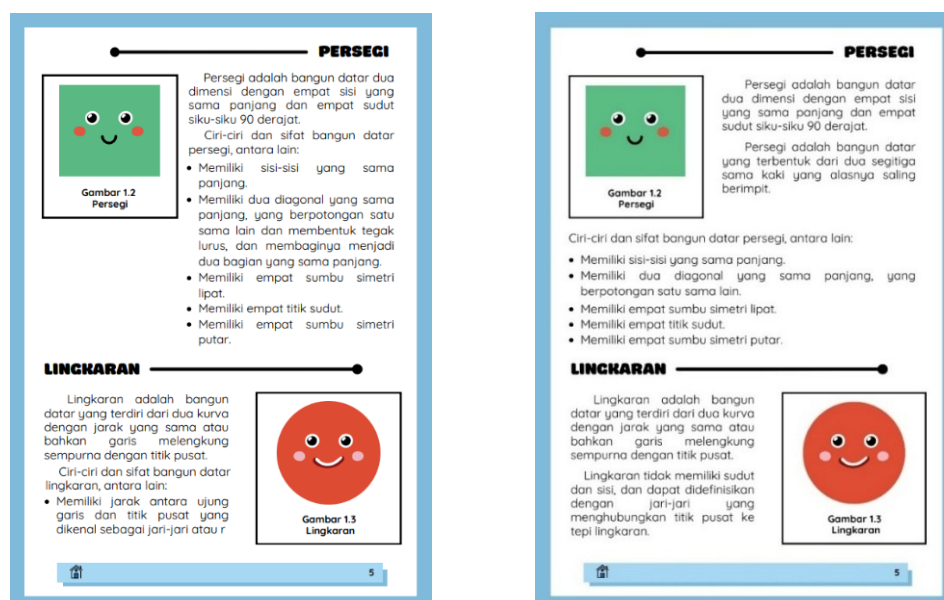 PERSEGI
Gambar 1.2
Persegi
Persegi adalah bangun datar dua
dimensi dengan empat sisi yang
sama panjang dan empat sudut
siku-siku 90 derajat.
Ciri-ciri dan sifat bangun datar
persegi, antara lain:
• Memiliki sisi-sisi yang sama
panjang.
• Memiliki dua diagonal yang sama
panjang, yang berpotongan satu
sama lain dan membentuk tegak
lurus, dan membaginya menjadi
dua bagian yang sama panjang.
• Memiliki empat sumbu simetri
lipat.
• Memiliki empat titik sudut.
• Memiliki empat sumbu simetri
putar.
LINGKARAN
Lingkaran adalah bangun
datar yang terdiri dari dua kurva
dengan jarak yang sama atau
bahkan garis melengkung
sempurna dengan titik pusat.
Ciri-ciri dan sifat bangun datar
lingkaran, antara lain:
• Memiliki jarak antara ujung
garis dan titik pusat yang
dikenal sebagai jari-jari atau r
Gambar 1.3
Lingkaran
5
PERSEGI
Gambar 1.2
Persegi
Persegi adalah bangun datar
dua dimensi dengan empat sisi
yang sama panjang dan empat
sudut siku-siku 90 derajat.
Persegi adalah bangun datar
yang terbentuk dari dua segitiga
sama kaki yang alasnya saling
berimpit.
Ciri-ciri dan sifat bangun datar persegi, antara lain:
• Memiliki sisi-sisi yang sama panjang.
• Memiliki dua diagonal yang sama panjang, yang
berpotongan satu sama lain.
• Memiliki empat sumbu simetri lipat.
• Memiliki empat titik sudut.
• Memiliki empat sumbu simetri putar.
LINGKARAN
Lingkaran adalah bangun
datar yang terdiri dari dua kurva
dengan jarak yang sama atau
bahkan garis melengkung
sempurna dengan titik pusat.
Lingkaran tidak memiliki sudut
dan sisi, dan dapat didefinisikan
dengan jari-jari yang
menghubungkan titik pusat ke
tepi lingkaran.
Gambar 1.3
Lingkaran
5